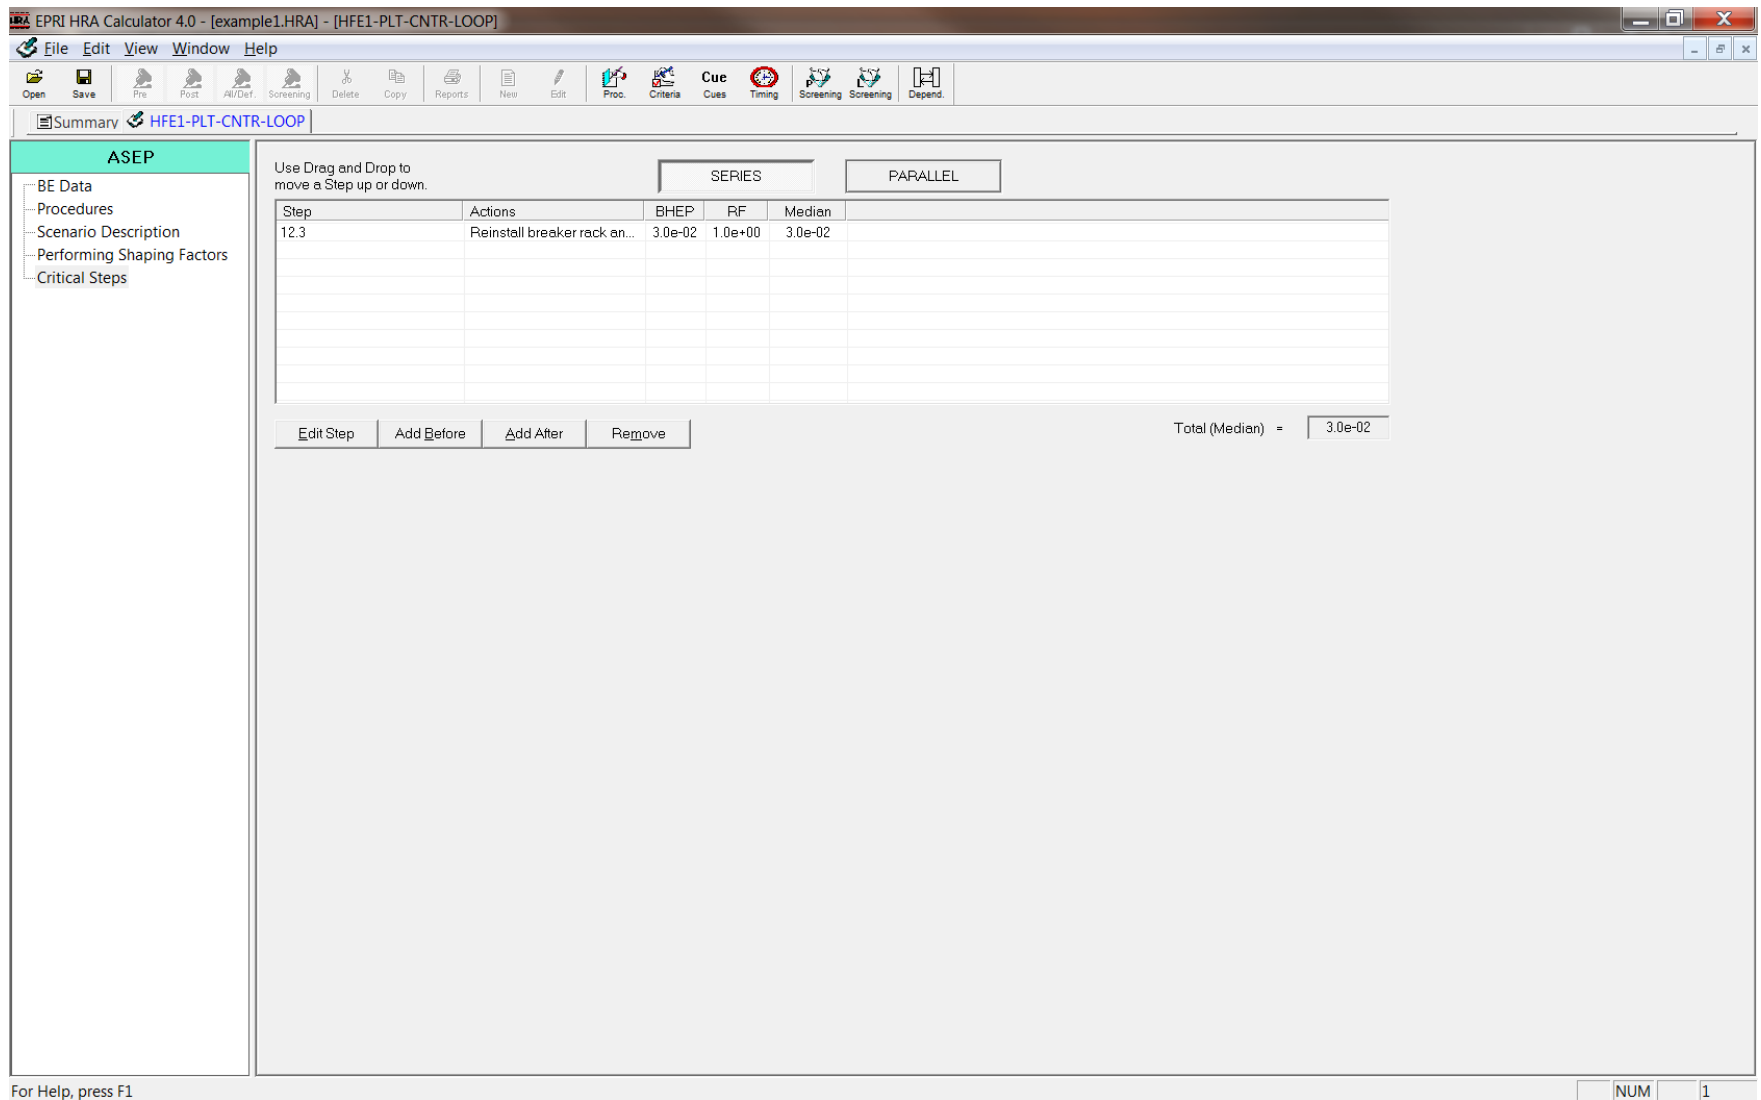 HRA EPRI HRA Calculator 4.0 - [example1.HRA] - [HFE1-PLT-CNTR-LOOP]
File Edit View Window Help
Cue
Open Save Pre Post All/Def. Screening Delete Copy Reports New Edit Proc. Criteria Cues Timing Screening Screening Depend.
Summary HFE1-PLT-CNTR-LOOP
ASEP
BE Data
Procedures
Scenario Description
Performing Shaping Factors
Critical Steps
Use Drag and Drop to
move a Step up or down.
SERIES PARALLEL
Step Actions BHEP RF Median
12.3 Reinstall breaker rack an... 3.0e-02 1.0e+00 3.0e-02
Edit Step Add Before Add After Remove
Total (Median) = 3.0e-02
For Help, press F1
NUM 1